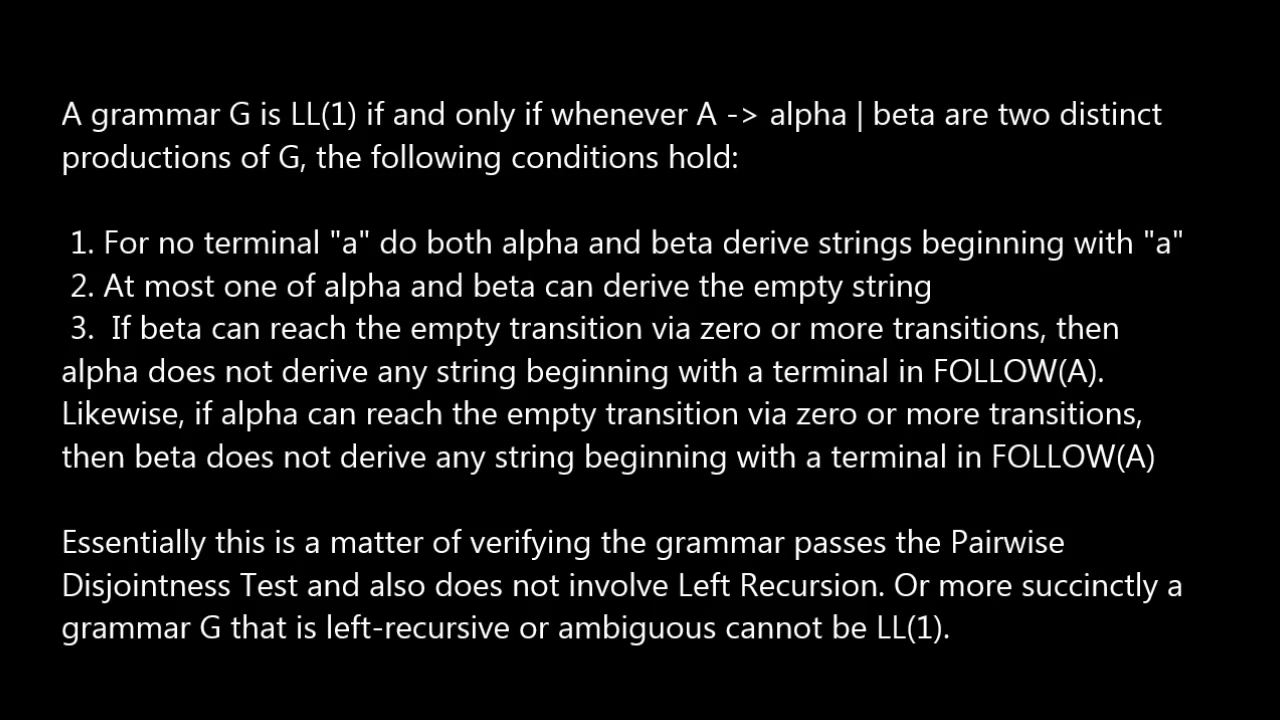 A grammar G is LL(1) if and only if whenever A -> alpha | beta are two distinct
productions of G, the following conditions hold:
1. For no terminal "a" do both alpha and beta derive strings beginning with "a"
2. At most one of alpha and beta can derive the empty string
3.  If beta can reach the empty transition via zero or more transitions, then
alpha does not derive any string beginning with a terminal in FOLLOW(A).
Likewise, if alpha can reach the empty transition via zero or more transitions,
then beta does not derive any string beginning with a terminal in FOLLOW(A)
Essentially this is a matter of verifying the grammar passes the Pairwise
Disjointness Test and also does not involve Left Recursion. Or more succinctly a
grammar G that is left-recursive or ambiguous cannot be LL(1).